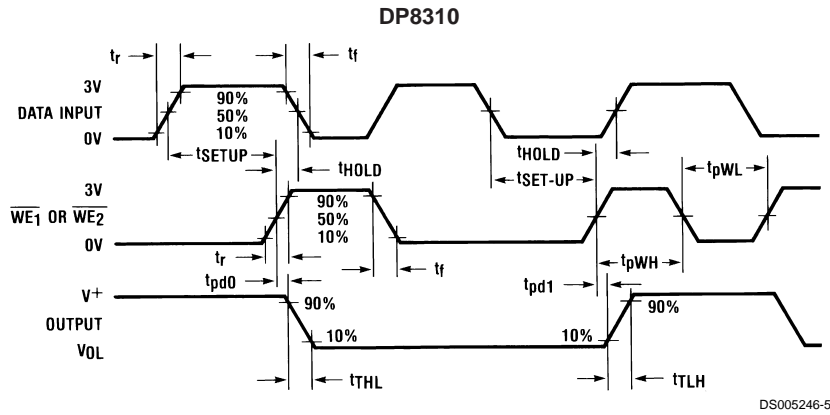 DP8310
tr
tf
3V
DATA INPUT
0V
90%
50%
10%
tSETUP
tHOLD
tHOLD
tSET-UP
tpWL
3V
WE1 OR WE2
0V
90%
50%
10%
tr
tf
tpWH
tpd0
tpd1
V+
OUTPUT
VOL
90%
10%
10%
90%
tTHL
tTLH
DS005246-5